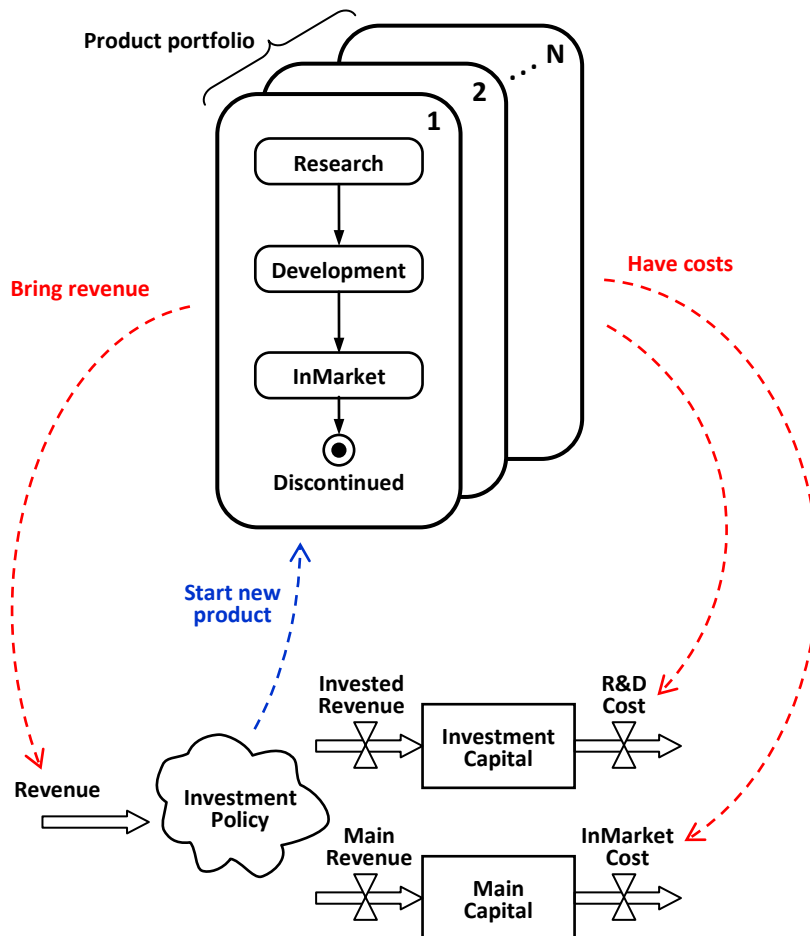 Product portfolio
N
2
1
Research
Development
Have costs
Bring revenue
InMarket
Discontinued
Start new
product
Invested
Revenue
R&D
Cost
Investment
Capital
Revenue
Investment
Policy
Main
Revenue
InMarket
Cost
Main
Capital